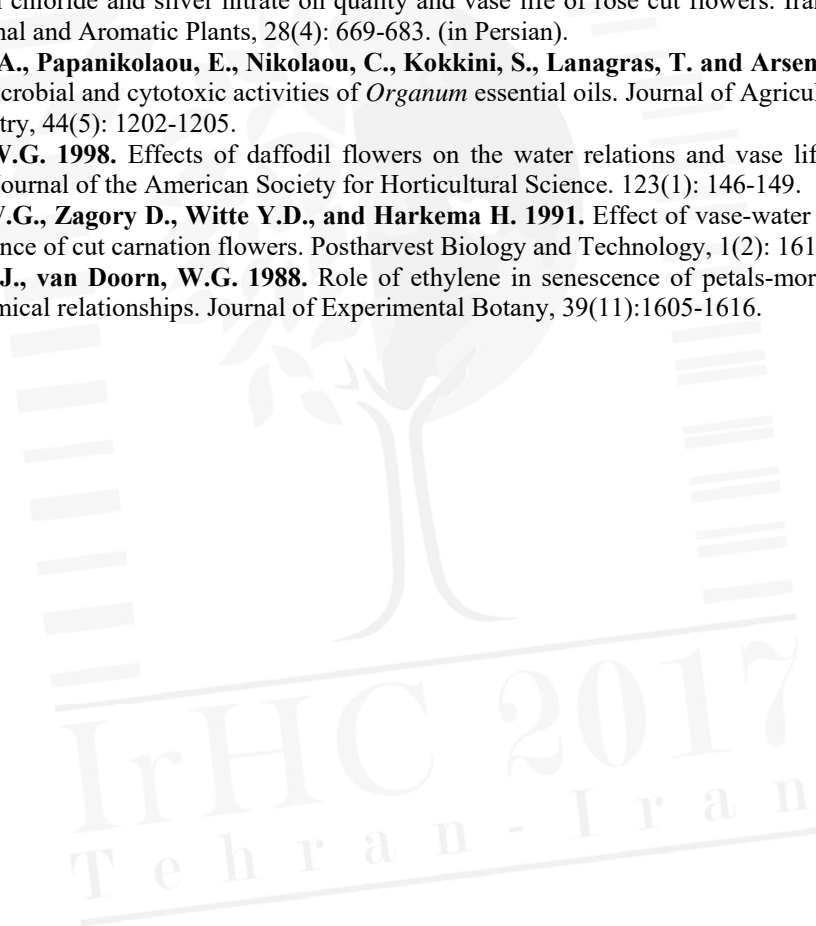 chloride and silver nitrate on quality and vase life of rose cut flowers.
nal and Aromatic Plants, 28(4): 669-683. (in Persian).
A., Papanikolaou, E., Nikolaou, C., Kokkini, S., Lanagras, T. and Arsen
crobial and cytotoxic activities of Organum essential oils. Journal of Agricul
try, 44(5): 1202-1205.
W.G. 1998. Effects of daffodil flowers on the water relations and vase lif
Journal of the American Society for Horticultural Science. 123(1): 146-149.
V.G., Zagory D., Witte Y.D., and Harkema H. 1991. Effect of vase-water
nce of cut carnation flowers. Postharvest Biology and Technology, 1(2): 161
J., van Doorn, W.G. 1988. Role of ethylene in senescence of petals-mor
mical relationships. Journal of Experimental Botany, 39(11):1605-1616.
IrHC 2017
Tehran-Iran